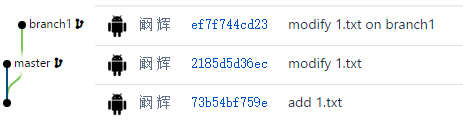 branch1 阚 辉 ef7f744cd23 modify 1.txt on branch1
master 阚 辉 2185d5d36ec modify 1.txt
阚 辉 73b54bf759e add 1.txt